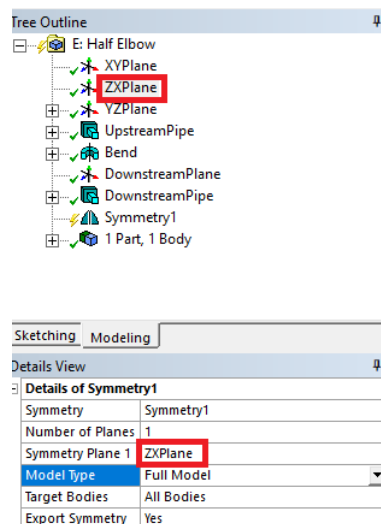 Tree Outline
E: Half Elbow
XYPlane
ZXPlane
YZPlane
UpstreamPipe
Bend
DownstreamPlane
DownstreamPipe
Symmetry1
1 Part, 1 Body
Sketching Modeling
Details View
Details of Symmetry1
Symmetry Symmetry1
Number of Planes 1
Symmetry Plane 1 ZXPlane
Model Type Full Model
Target Bodies All Bodies
Export Symmetry Yes